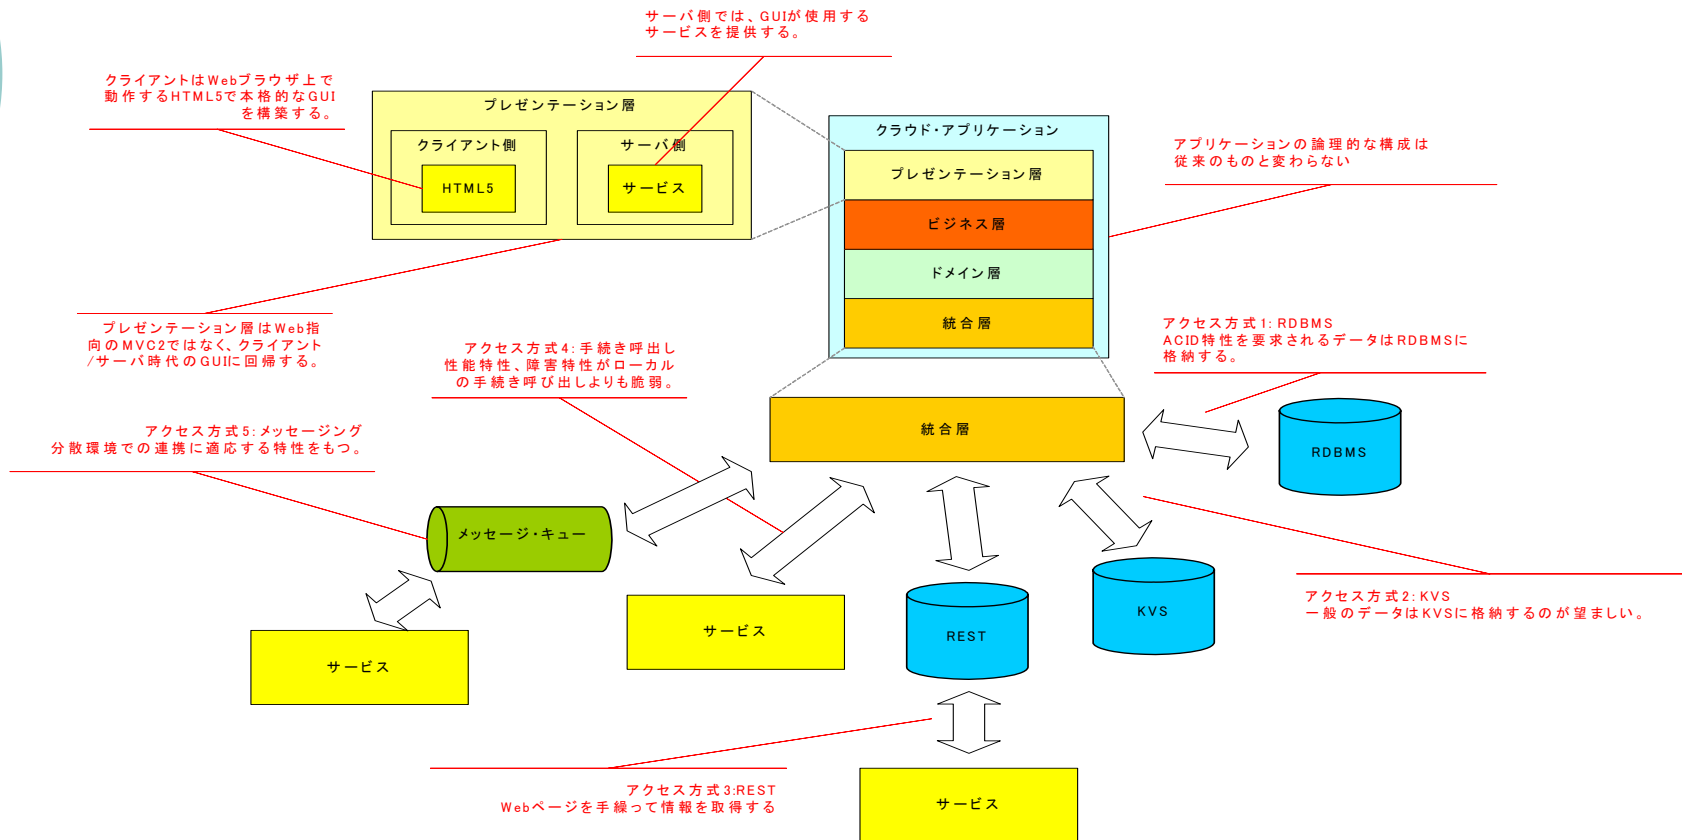 サーバ側では、GUIが使用する
サービスを提供する。
クライアントはWebブラウザ上で
動作するHTML5で本格的なGUI
を構築する。
プレゼンテーション層
クライアント側
サーバ側
HTML5
サービス
クラウド・アプリケーション
プレゼンテーション層
ビジネス層
ドメイン層
統合層
アプリケーションの論理的な構成は
従来のものと変わらない
プレゼンテーション層はWeb指
向のMVC2ではなく、クライアント
/サーバ時代のGUIに回帰する。
アクセス方式4:手続き呼出し
性能特性、障害特性がローカル
の手続き呼び出しよりも脆弱。
アクセス方式1:RDBMS
ACID特性を要求されるデータはRDBMSに
格納する。
アクセス方式5:メッセージング
分散環境での連携に適応する特性をもつ。
統合層
RDBMS
メッセージ・キュー
アクセス方式2:KVS
一般のデータはKVSに格納するのが望ましい。
KVS
サービス
REST
サービス
アクセス方式3:REST
Webページを手繰って情報を取得する
サービス